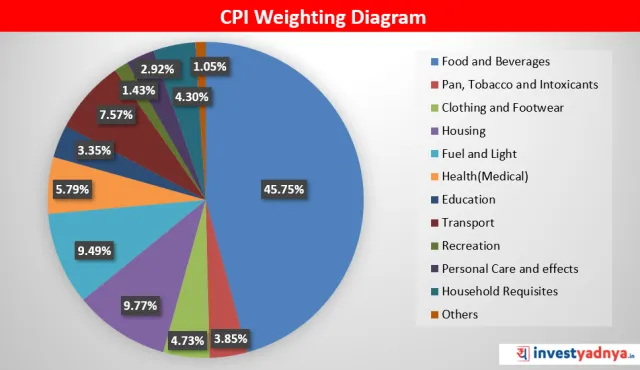 CPI Weighting Diagram
1.05%
2.92%
4.30%
1.43%
7.57%
3.35%
5.79%
9.49%
9.77%
4.73%
3.85%
45.75%
Food and Beverages
Pan, Tobacco and Intoxicants
Clothing and Footwear
Housing
Fuel and Light
Health(Medical)
Education
Transport
Recreation
Personal Care and effects
Household Requisites
Others
investyadnya.in